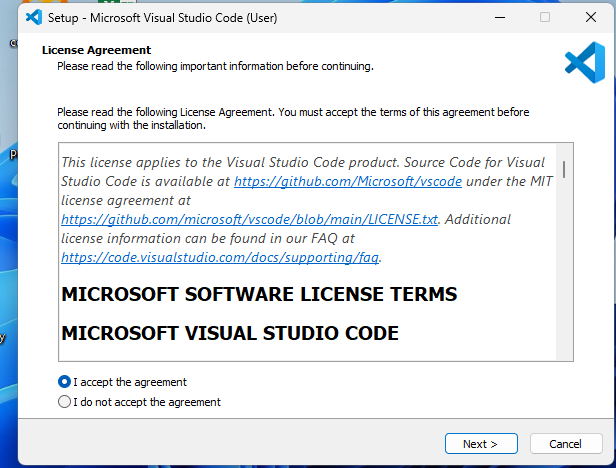 Setup - Microsoft Visual Studio Code (User)
License Agreement
Please read the following important information before continuing.
Please read the following License Agreement. You must accept the terms of this agreement before
continuing with the installation.
This license applies to the Visual Studio Code product. Source Code for Visual
Studio Code is available at https://github.com/Microsoft/vscode under the MIT
license agreement at
https://github.com/microsoft/vscode/blob/main/LICENSE.txt. Additional
license information can be found in our FAQ at
https://code.visualstudio.com/docs/supporting/faq.
MICROSOFT SOFTWARE LICENSE TERMS
MICROSOFT VISUAL STUDIO CODE
I accept the agreement
I do not accept the agreement
Next >
Cancel